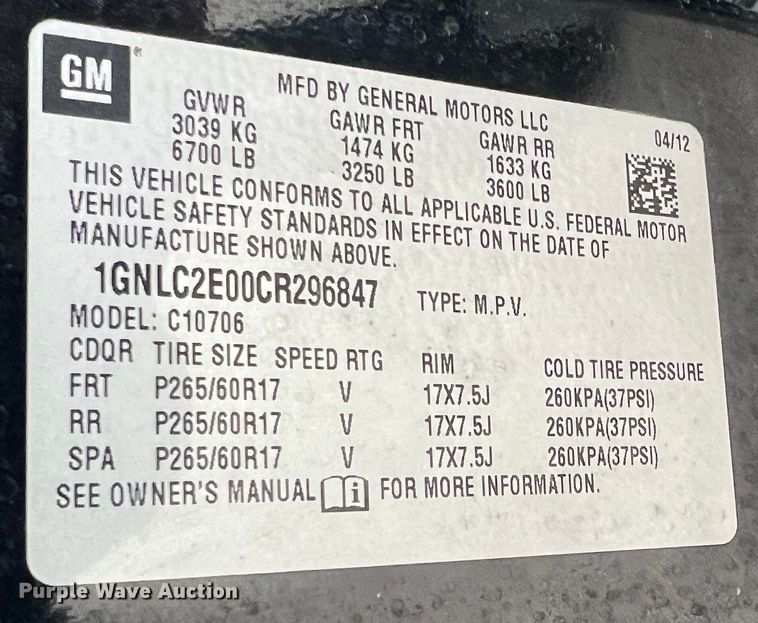 GM
MFD BY GENERAL MOTORS LLC
04/12
GVWR GAWR FRT GAWR RR
3039 KG 1474 KG 1633 KG
6700 LB 3250 LB 3600 LB
THIS VEHICLE CONFORMS TO ALL APPLICABLE U.S. FEDERAL MOTOR
VEHICLE SAFETY STANDARDS IN EFFECT ON THE DATE OF
MANUFACTURE SHOWN ABOVE.
1GNLC2E00CR296847 TYPE: M.P.V.
MODEL: C10706
CDQR TIRE SIZE SPEED RTG RIM COLD TIRE PRESSURE
FRT P265/60R17 V 17X7.5J 260KPA(37PSI)
RR P265/60R17 V 17X7.5J 260KPA(37PSI)
SPA P265/60R17 V 17X7.5J 260KPA(37PSI)
SEE OWNER'S MANUAL i FOR MORE INFORMATION.
Purple Wave Auction